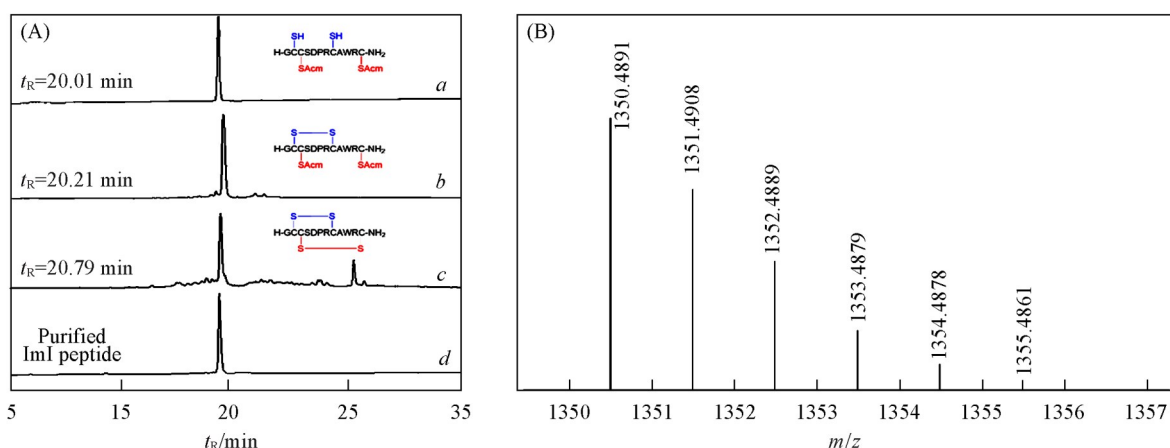 (A)
SH SH
H-GCCSDPRCAWRC-NH₂
SAcm SAcm
tR=20.01 min
a
S S
H-GCCSDPRCAWRC-NH₂
SAcm SAcm
tR=20.21 min
b
S S
H-GCCSDPRCAWRC-NH₂
S S
tR=20.79 min
c
Purified
ImI peptide
d
5 15 20 25 35
tR/min
(B)
1350.4891
1351.4908
1352.4889
1353.4879
1354.4878
1355.4861
1350 1351 1352 1353 1354 1355 1356 1357
m/z